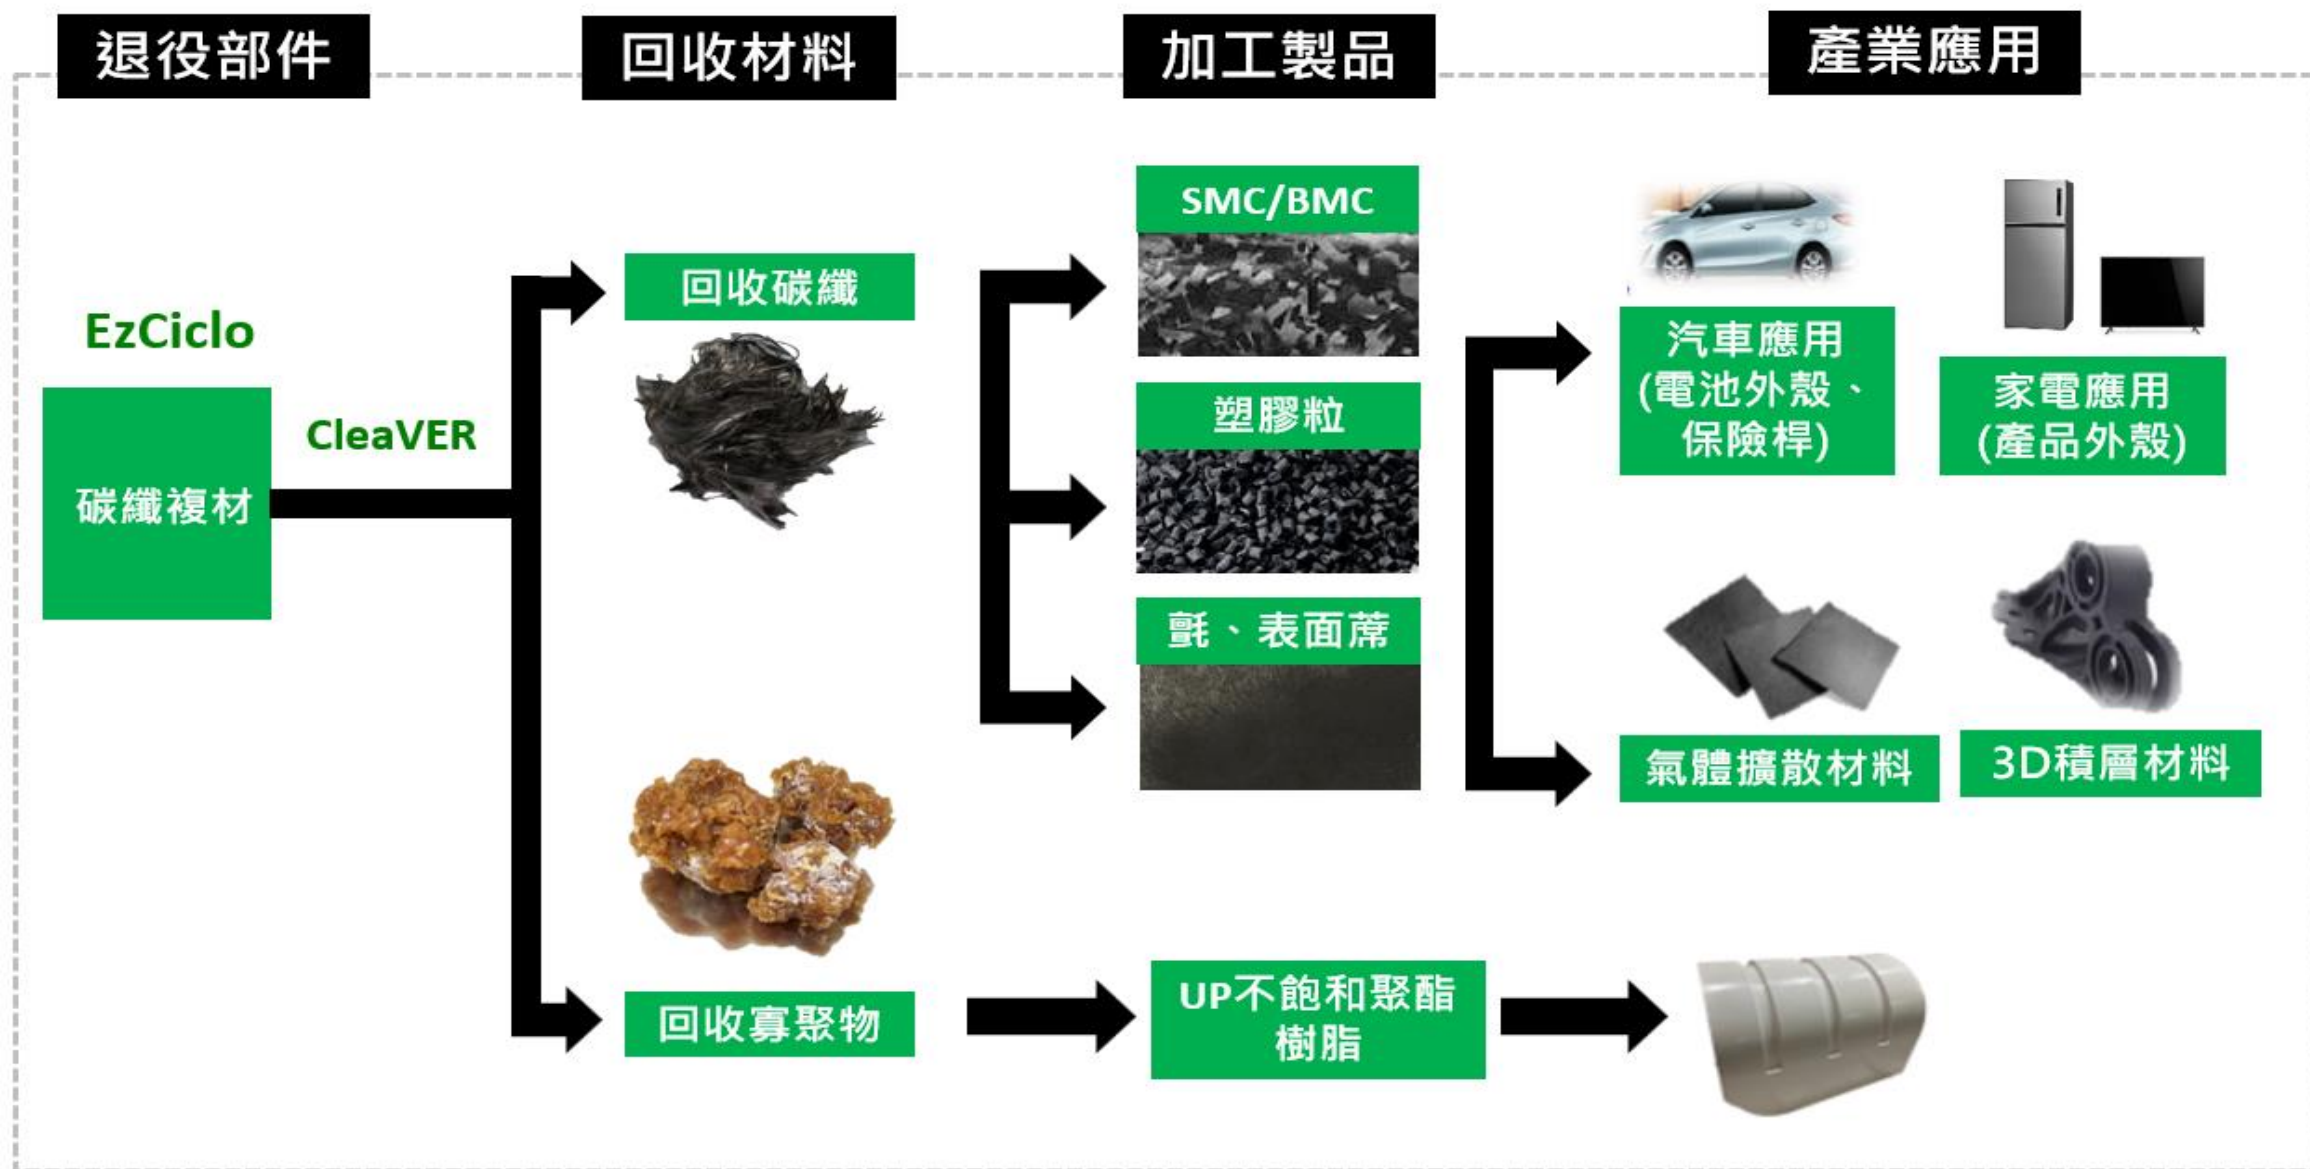 退役部件
回收材料
加工製品
產業應用
EzCiclo
碳纖複材
CleaVER
回收碳纖
回收寡聚物
SMC/BMC
塑膠粒
氈、表面蓆
UP不飽和聚酯
樹脂
汽車應用
(電池外殼、
保險桿)
家電應用
(產品外殼)
氣體擴散材料
3D積層材料